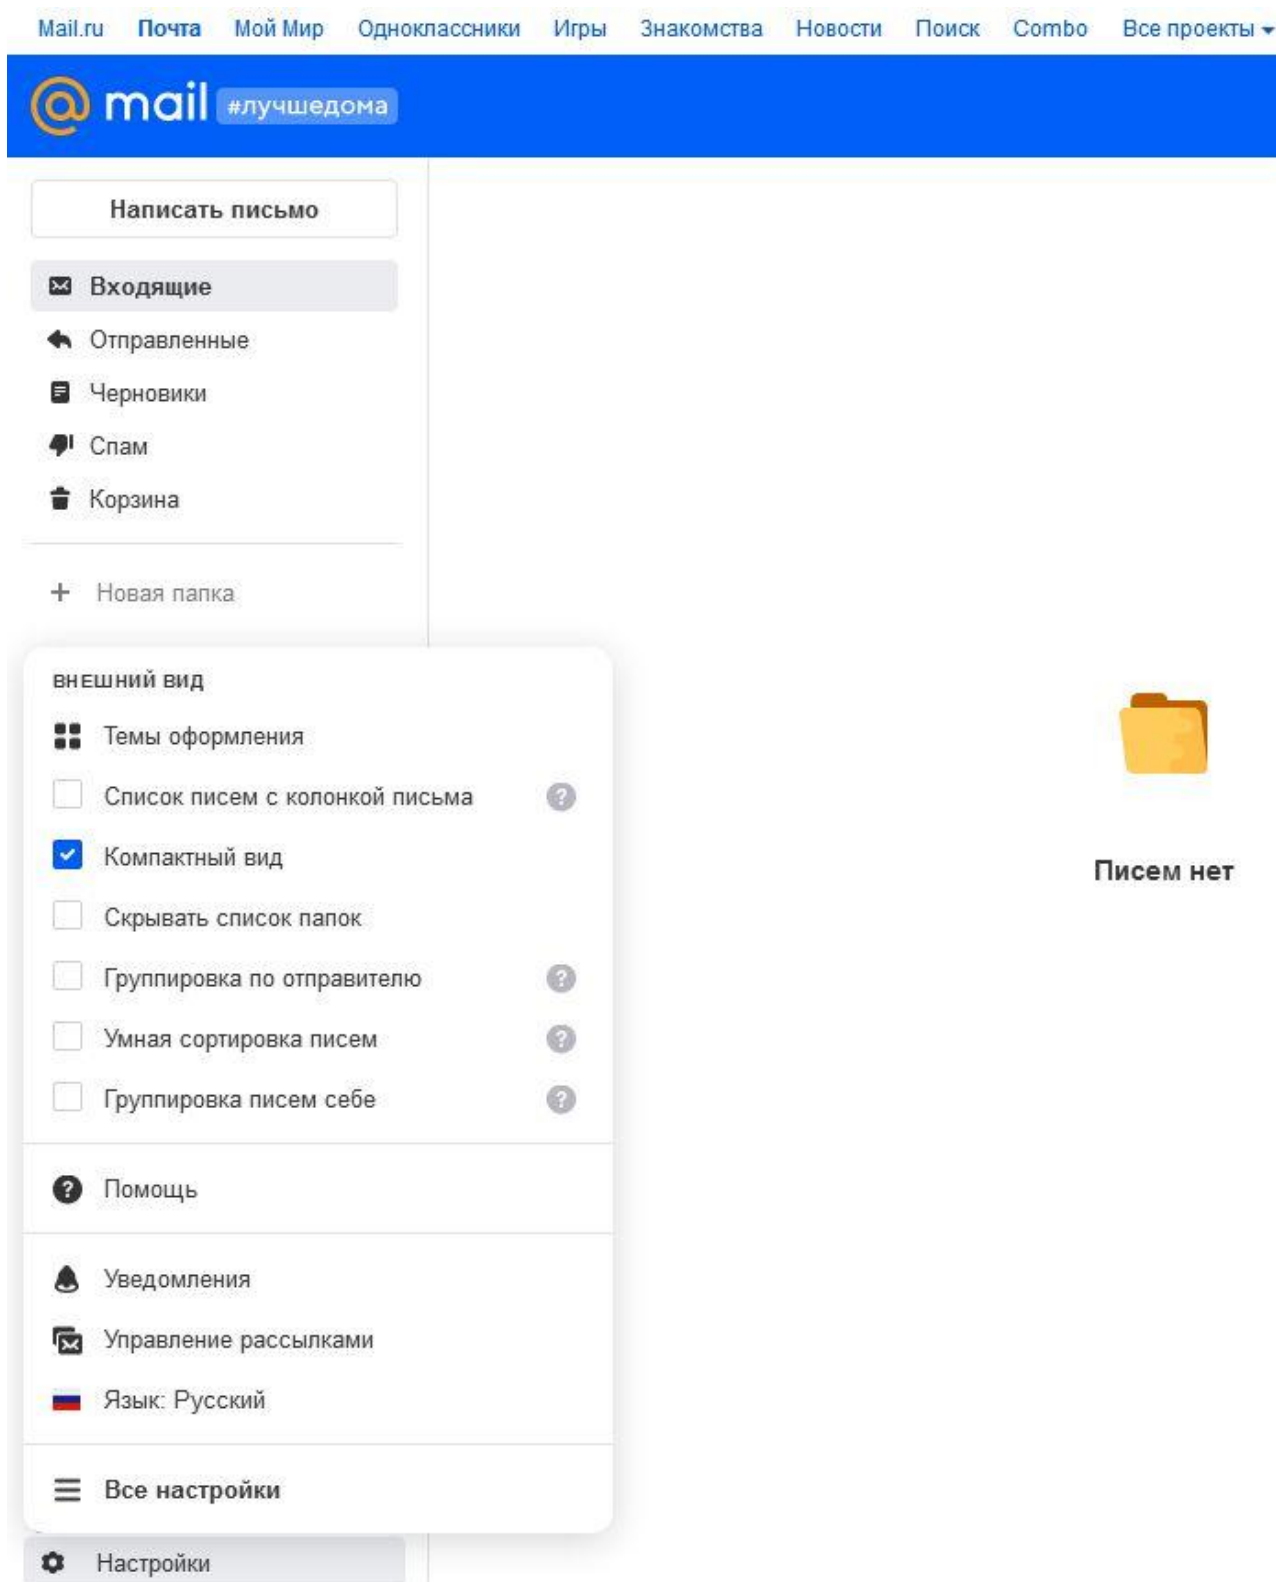 Mail.ru Почта Мой Мир Одноклассники Игры Знакомства Новости Поиск Combo Все проекты
@ mail #лучшедома
Написать письмо
Входящие
Отправленные
Черновики
Спам
Корзина
+ Новая папка
ВНЕШНИЙ ВИД
Темы оформления
Список писем с колонкой письма ?
Компактный вид
Писем нет
Скрывать список папок
Группировка по отправителю ?
Умная сортировка писем ?
Группировка писем себе ?
? Помощь
Уведомления
Управление рассылками
Язык: Русский
Все настройки
Настройки